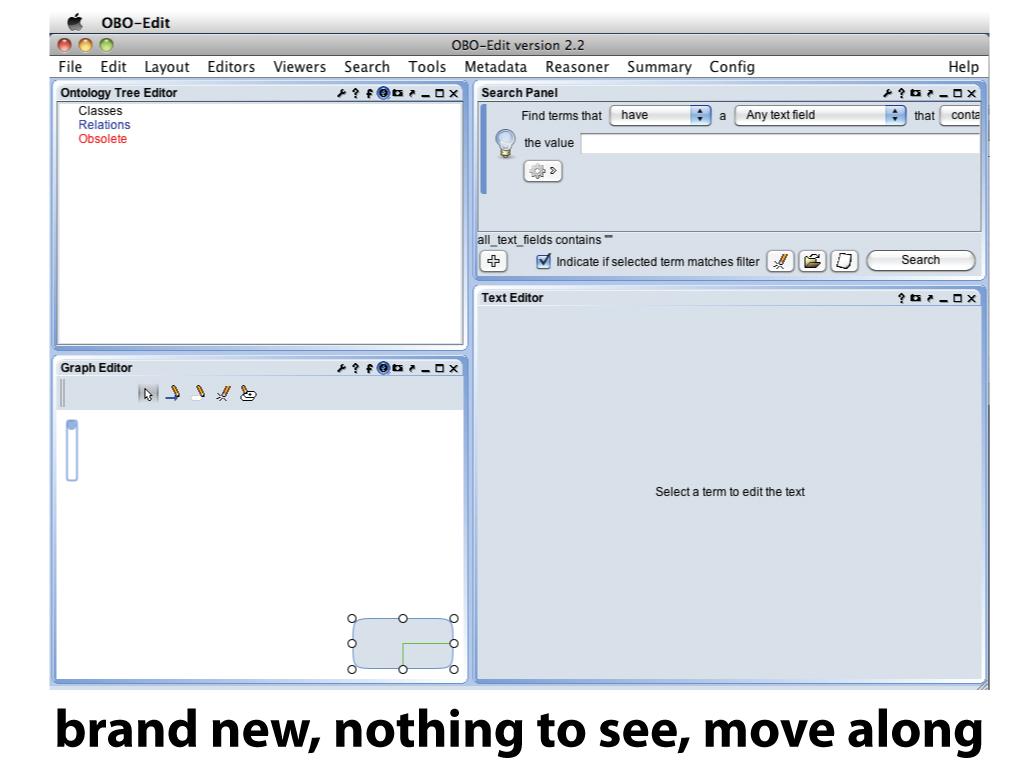 OBO-Edit
OBO-Edit version 2.2
File Edit Layout Editors Viewers Search Tools Metadata Reasoner Summary Config Help
Ontology Tree Editor
Classes
Relations
Obsolete
Search Panel
Find terms that have a Any text field that conta
the value
all_text_fields contains ""
Indicate if selected term matches filter Search
Graph Editor
Text Editor
Select a term to edit the text
brand new, nothing to see, move along